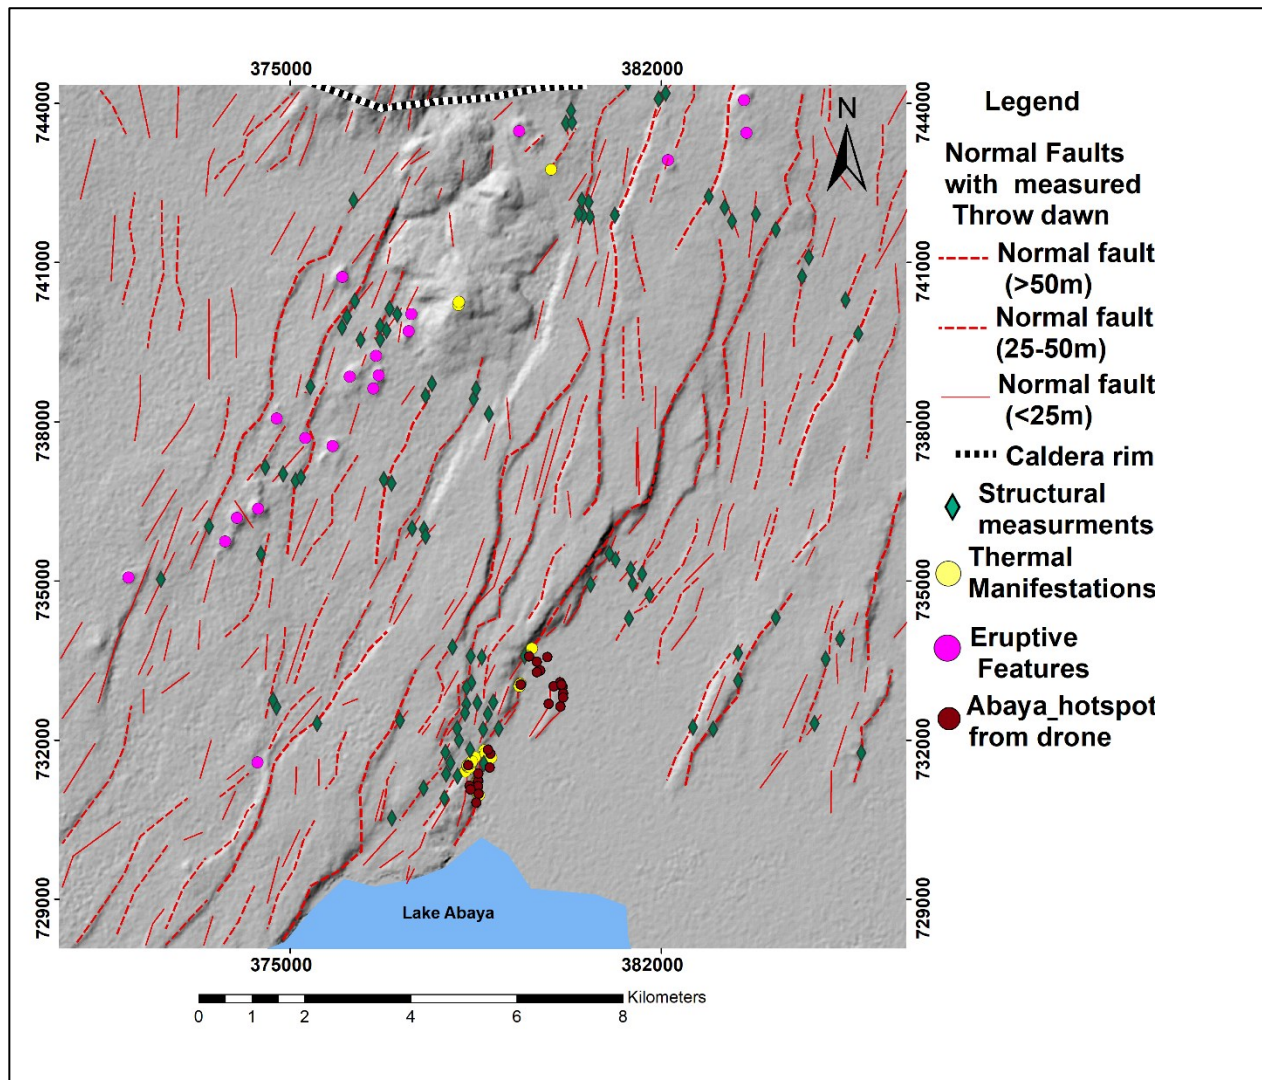 375000
382000
744000
741000
738000
735000
732000
729000
744000
741000
738000
735000
732000
729000
N
Lake Abaya
375000
382000
Kilometers
0 1 2 4 6 8
Legend
Normal Faults
with measured
Throw dawn
Normal fault
(>50m)
Normal fault
(25-50m)
Normal fault
(<25m)
Caldera rim
Structural
measurments
Thermal
Manifestations
Eruptive
Features
Abaya_hotspot
from drone